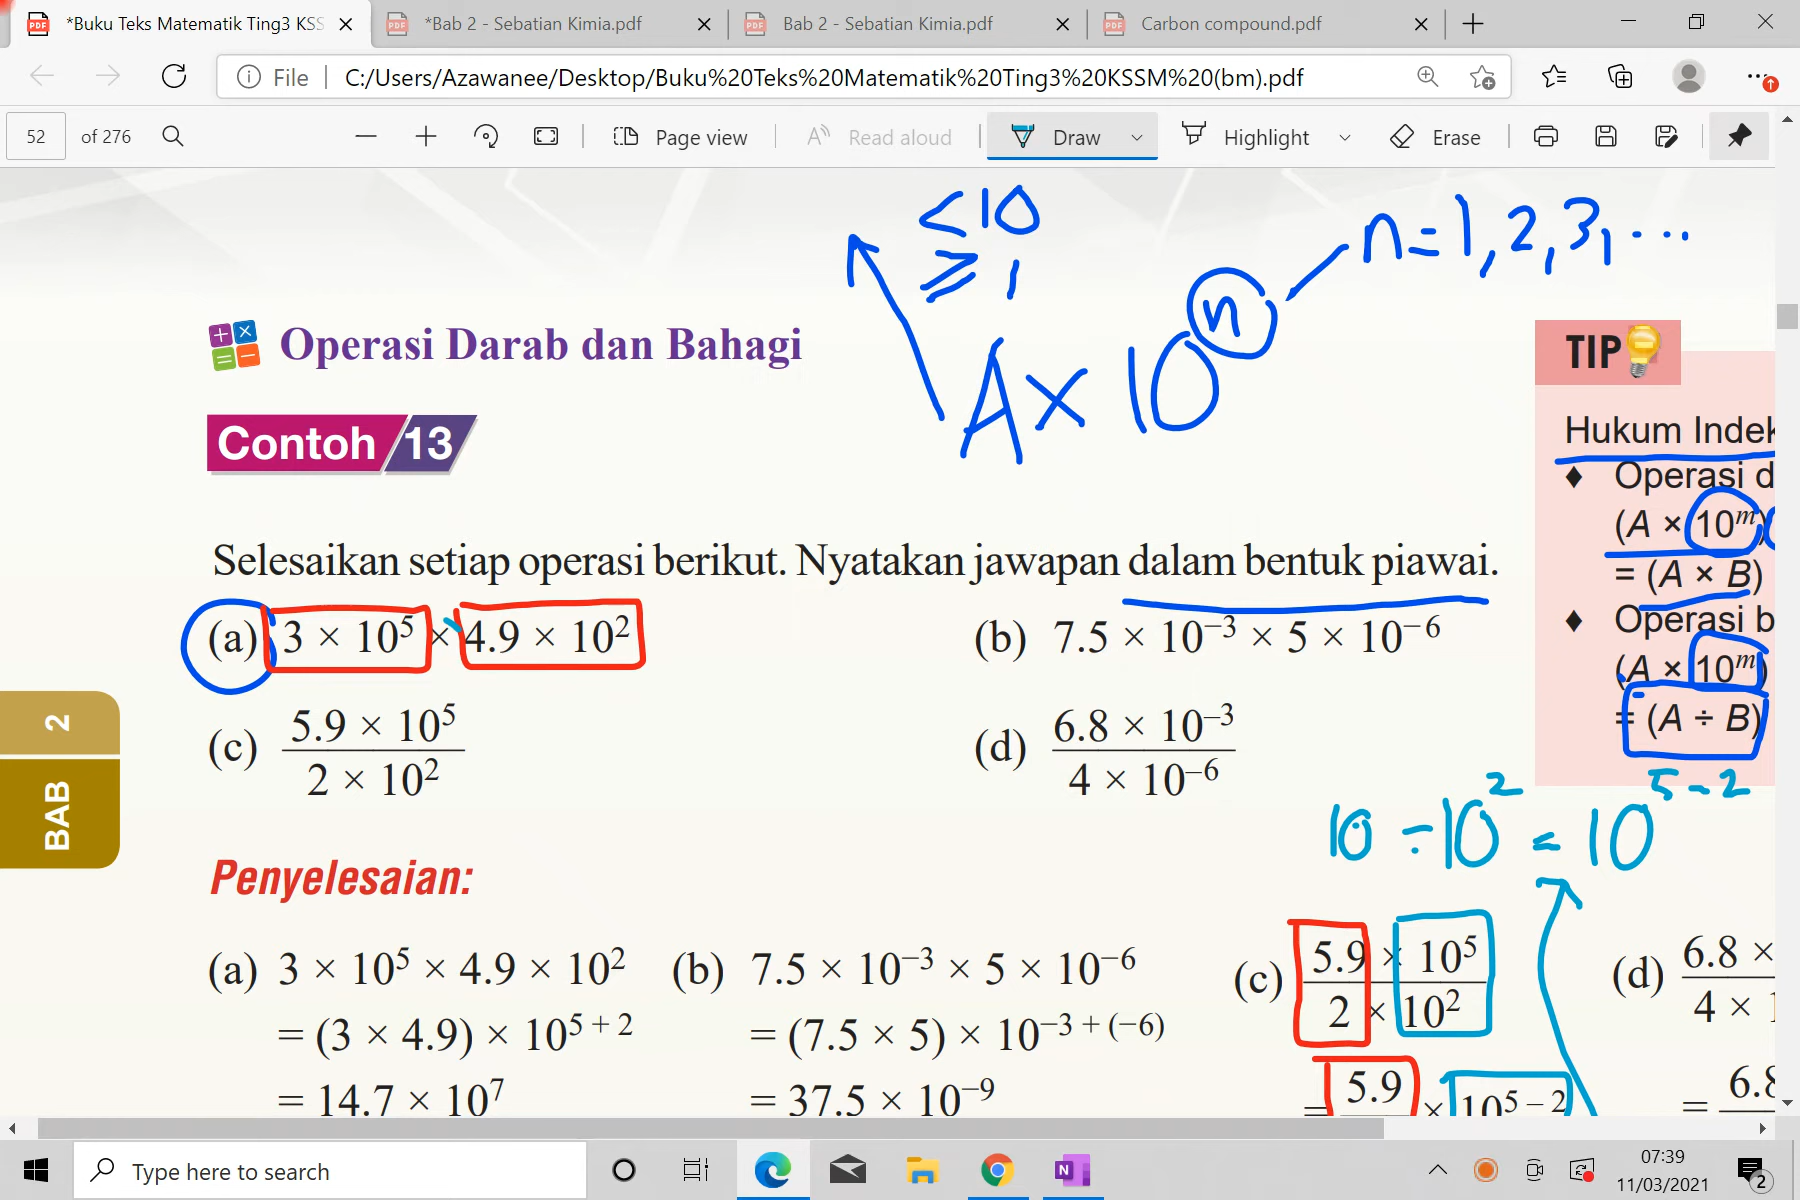 *Buku Teks Matematik Ting3 KSS
*Bab 2 - Sebatian Kimia.pdf
Bab 2 - Sebatian Kimia.pdf
Carbon compound.pdf
File | C:/Users/Azawanee/Desktop/Buku%20Teks%20Matematik%20Ting3%20KSSM%20(bm).pdf
52 of 276 Page view Read aloud Draw Highlight Erase
< 10
≥ 1
n = 1, 2, 3, ...
A × 10^n
Operasi Darab dan Bahagi
Contoh 13
TIP
Hukum Indek
♦ Operasi d
(A × 10^m)
= (A × B)
♦ Operasi b
(A × 10^m)
= (A ÷ B)
Selesaikan setiap operasi berikut. Nyatakan jawapan dalam bentuk piawai.
(a) 3 × 10^5 × 4.9 × 10^2
(b) 7.5 × 10^–3 × 5 × 10^–6
(c) 5.9 × 10^5
2 × 10^2
(d) 6.8 × 10^–3
4 × 10^–6
10 ÷ 10^2 = 10^5-2
2
BAB
Penyelesaian:
(a) 3 × 10^5 × 4.9 × 10^2
= (3 × 4.9) × 10^5 + 2
= 14.7 × 10^7
(b) 7.5 × 10^–3 × 5 × 10^–6
= (7.5 × 5) × 10^–3 + (–6)
= 37.5 × 10^–9
(c) 5.9 × 10^5
2 × 10^2
= 5.9 × 10^5 – 2
(d) 6.8 ×
4 × 1
= 6.8
Type here to search
07:39
11/03/2021
2